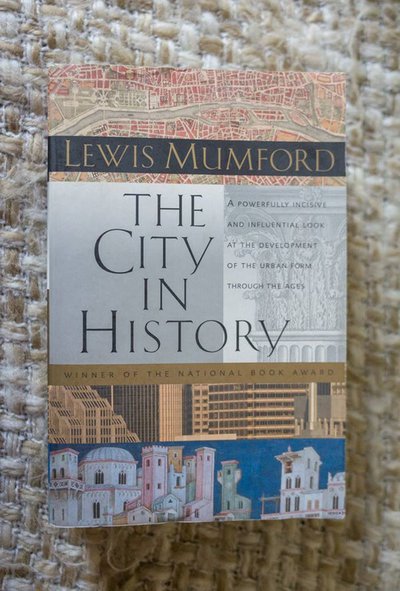 LEWIS MUMFORD
THE
CITY
IN
HISTORY
A POWERFULLY INCISIVE
AND INFLUENTIAL LOOK
AT THE DEVELOPMENT
OF THE URBAN FORM
THROUGH THE AGES
WINNER OF THE NATIONAL BOOK AWARD